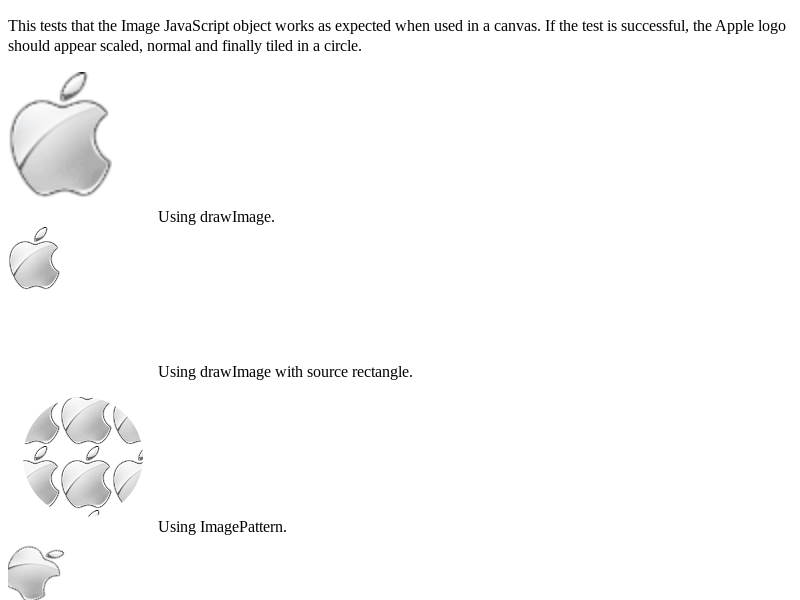 This tests that the Image JavaScript object works as expected when used in a canvas. If the test is successful, the Apple logo
should appear scaled, normal and finally tiled in a circle.
Using drawImage.
Using drawImage with source rectangle.
Using ImagePattern.